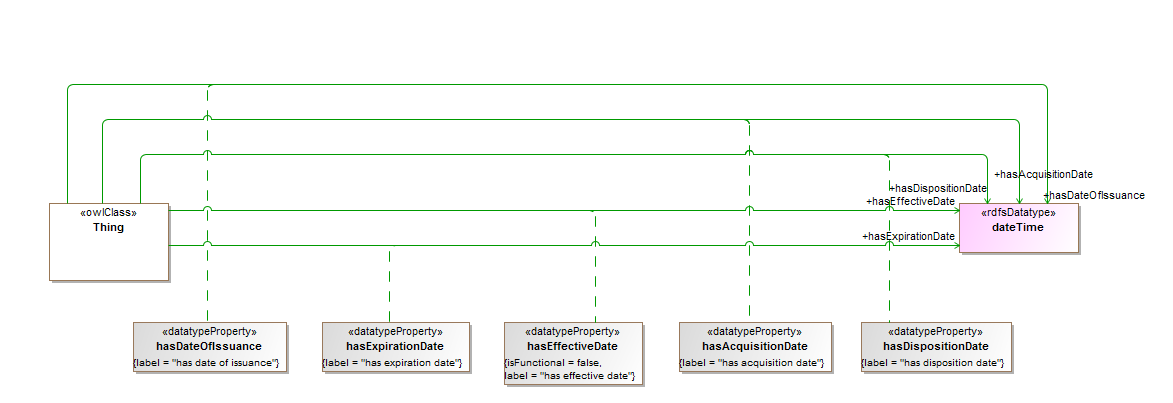 +hasAcquisitionDate
+hasDispositionDate
+hasDateOfIssuance
+hasEffectiveDate
«owlClass»
Thing
«rdfsDatatype»
dateTime
+hasExpirationDate
«datatypeProperty»
hasDateOfIssuance
{label = "has date of issuance"}
«datatypeProperty»
hasExpirationDate
{label = "has expiration date"}
«datatypeProperty»
hasEffectiveDate
{isFunctional = false,
label = "has effective date"}
«datatypeProperty»
hasAcquisitionDate
{label = "has acquisition date"}
«datatypeProperty»
hasDispositionDate
{label = "has disposition date"}